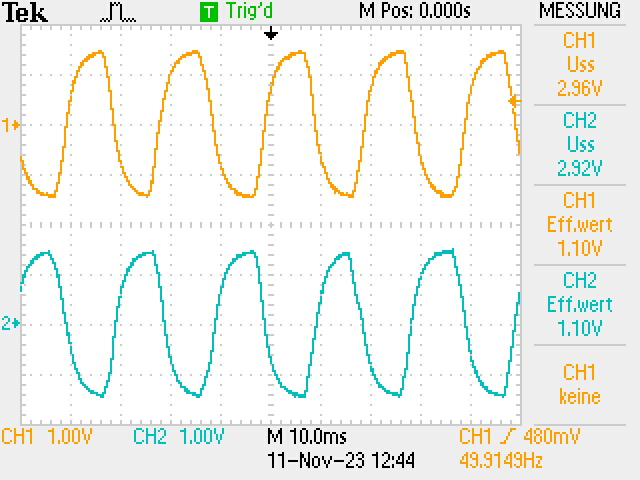 Tek T Trig'd M Pos: 0.000s MESSUNG
CH1
Uss
2.96V
CH2
Uss
2.92V
CH1
Eff.wert
1.10V
CH2
Eff.wert
1.10V
CH1
keine
1
2
CH1 1.00V CH2 1.00V M 10.0ms CH1 480mV
11-Nov-23 12:44 49.9149Hz